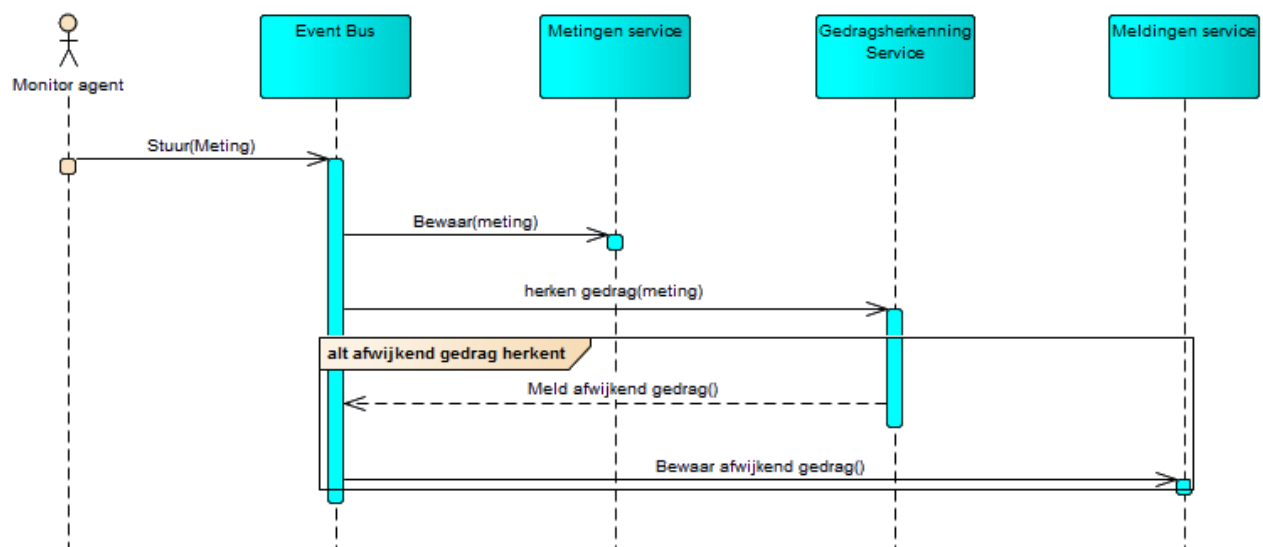 Event Bus
Metingen service
Gedragsherkenning
Service
Meldingen service
Monitor agent
Stuur(Meting)
Bewaar(meting)
herken gedrag(meting)
alt afwijkend gedrag herkent
Meld afwijkend gedrag()
Bewaar afwijkend gedrag()